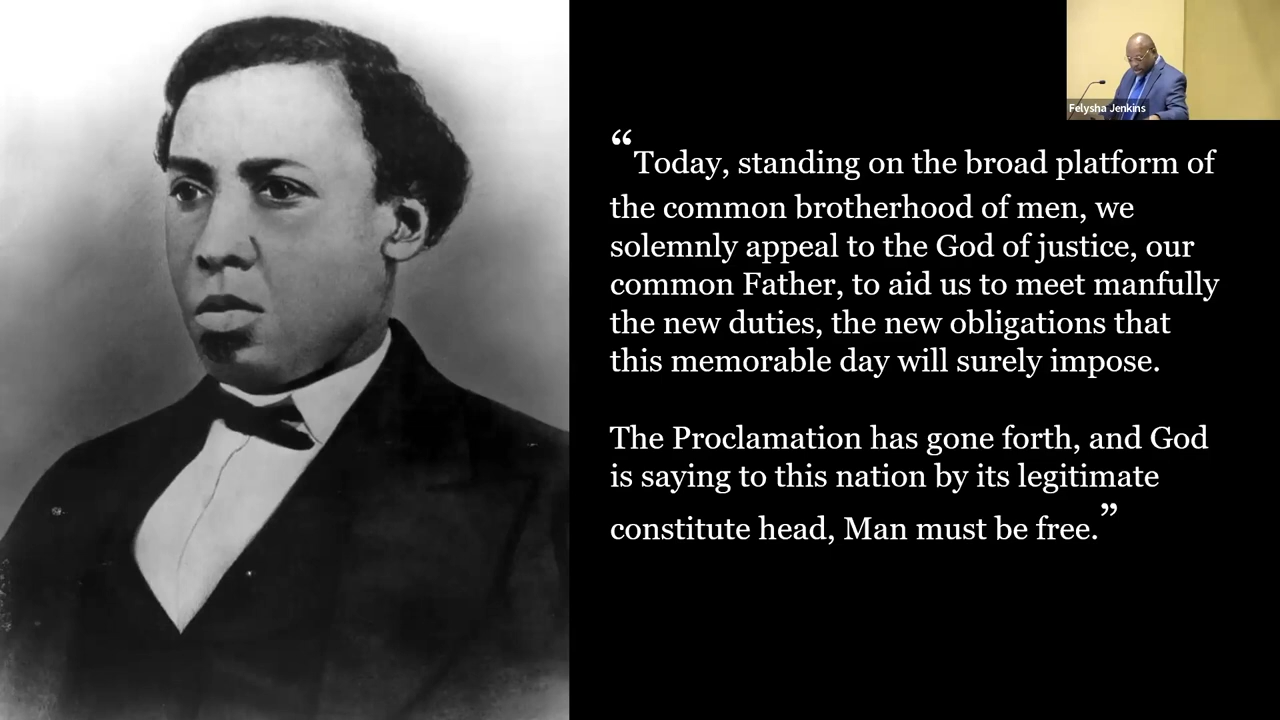 Felysha Jenkins
“Today, standing on the broad platform of
the common brotherhood of men, we
solemnly appeal to the God of justice, our
common Father, to aid us to meet manfully
the new duties, the new obligations that
this memorable day will surely impose.
The Proclamation has gone forth, and God
is saying to this nation by its legitimate
constitute head, Man must be free.”